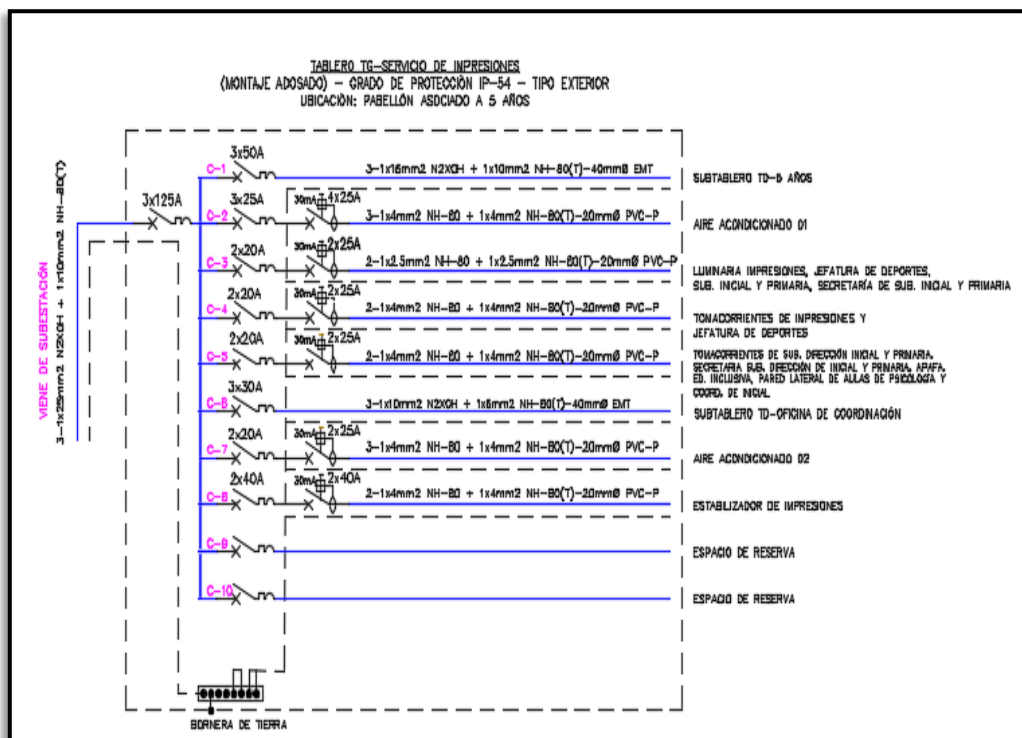 TABLERO TG-SERVICIO DE IMPRESIONES
(MONTAJE ADOSADO) - GRADO DE PROTECCIÓN IP-54 - TIPO EXTERIOR
UBICACIÓN: PABELLÓN ASOCIADO A 5 AÑOS
VIENE DE SUBESTACIÓN
3-1x25mm2 N2XOH + 1x10mm2 NH-80(T)
3x125A
C-1
3x50A
3-1x16mm2 N2XOH + 1x10mm2 NH-80(T)-40mmØ EMT
SUBTABLERO TD-5 AÑOS
C-2
3x25A
30mA
4x25A
3-1x4mm2 NH-80 + 1x4mm2 NH-80(T)-20mmØ PVC-P
AIRE ACONDICIONADO 01
C-3
2x20A
30mA
2x25A
2-1x2.5mm2 NH-80 + 1x2.5mm2 NH-80(T)-20mmØ PVC-P
LUMINARIA IMPRESIONES, JEFATURA DE DEPORTES,
SUB. INICIAL Y PRIMARIA, SECRETARÍA DE SUB. INICIAL Y PRIMARIA
C-4
2x20A
30mA
2x25A
2-1x4mm2 NH-80 + 1x4mm2 NH-80(T)-20mmØ PVC-P
TOMACORRIENTES DE IMPRESIONES Y
JEFATURA DE DEPORTES
C-5
2x20A
30mA
2x25A
2-1x4mm2 NH-80 + 1x4mm2 NH-80(T)-20mmØ PVC-P
TOMACORRIENTES DE SUB. DIRECCIÓN INICIAL Y PRIMARIA,
SECRETARIA SUB. DIRECCIÓN DE INICIAL Y PRIMARIA, APAFA,
ED. INCLUSIVA, PARED LATERAL DE AULAS DE PSICOLOGÍA Y
COORD. DE INICIAL
C-6
3x30A
3-1x10mm2 N2XOH + 1x6mm2 NH-80(T)-40mmØ EMT
SUBTABLERO TD-OFICINA DE COORDINACIÓN
C-7
2x20A
30mA
2x25A
3-1x4mm2 NH-80 + 1x4mm2 NH-80(T)-20mmØ PVC-P
AIRE ACONDICIONADO 02
C-8
2x40A
30mA
2x40A
2-1x4mm2 NH-80 + 1x4mm2 NH-80(T)-20mmØ PVC-P
ESTABILIZADOR DE IMPRESIONES
C-9
ESPACIO DE RESERVA
C-10
ESPACIO DE RESERVA
BORNERA DE TIERRA